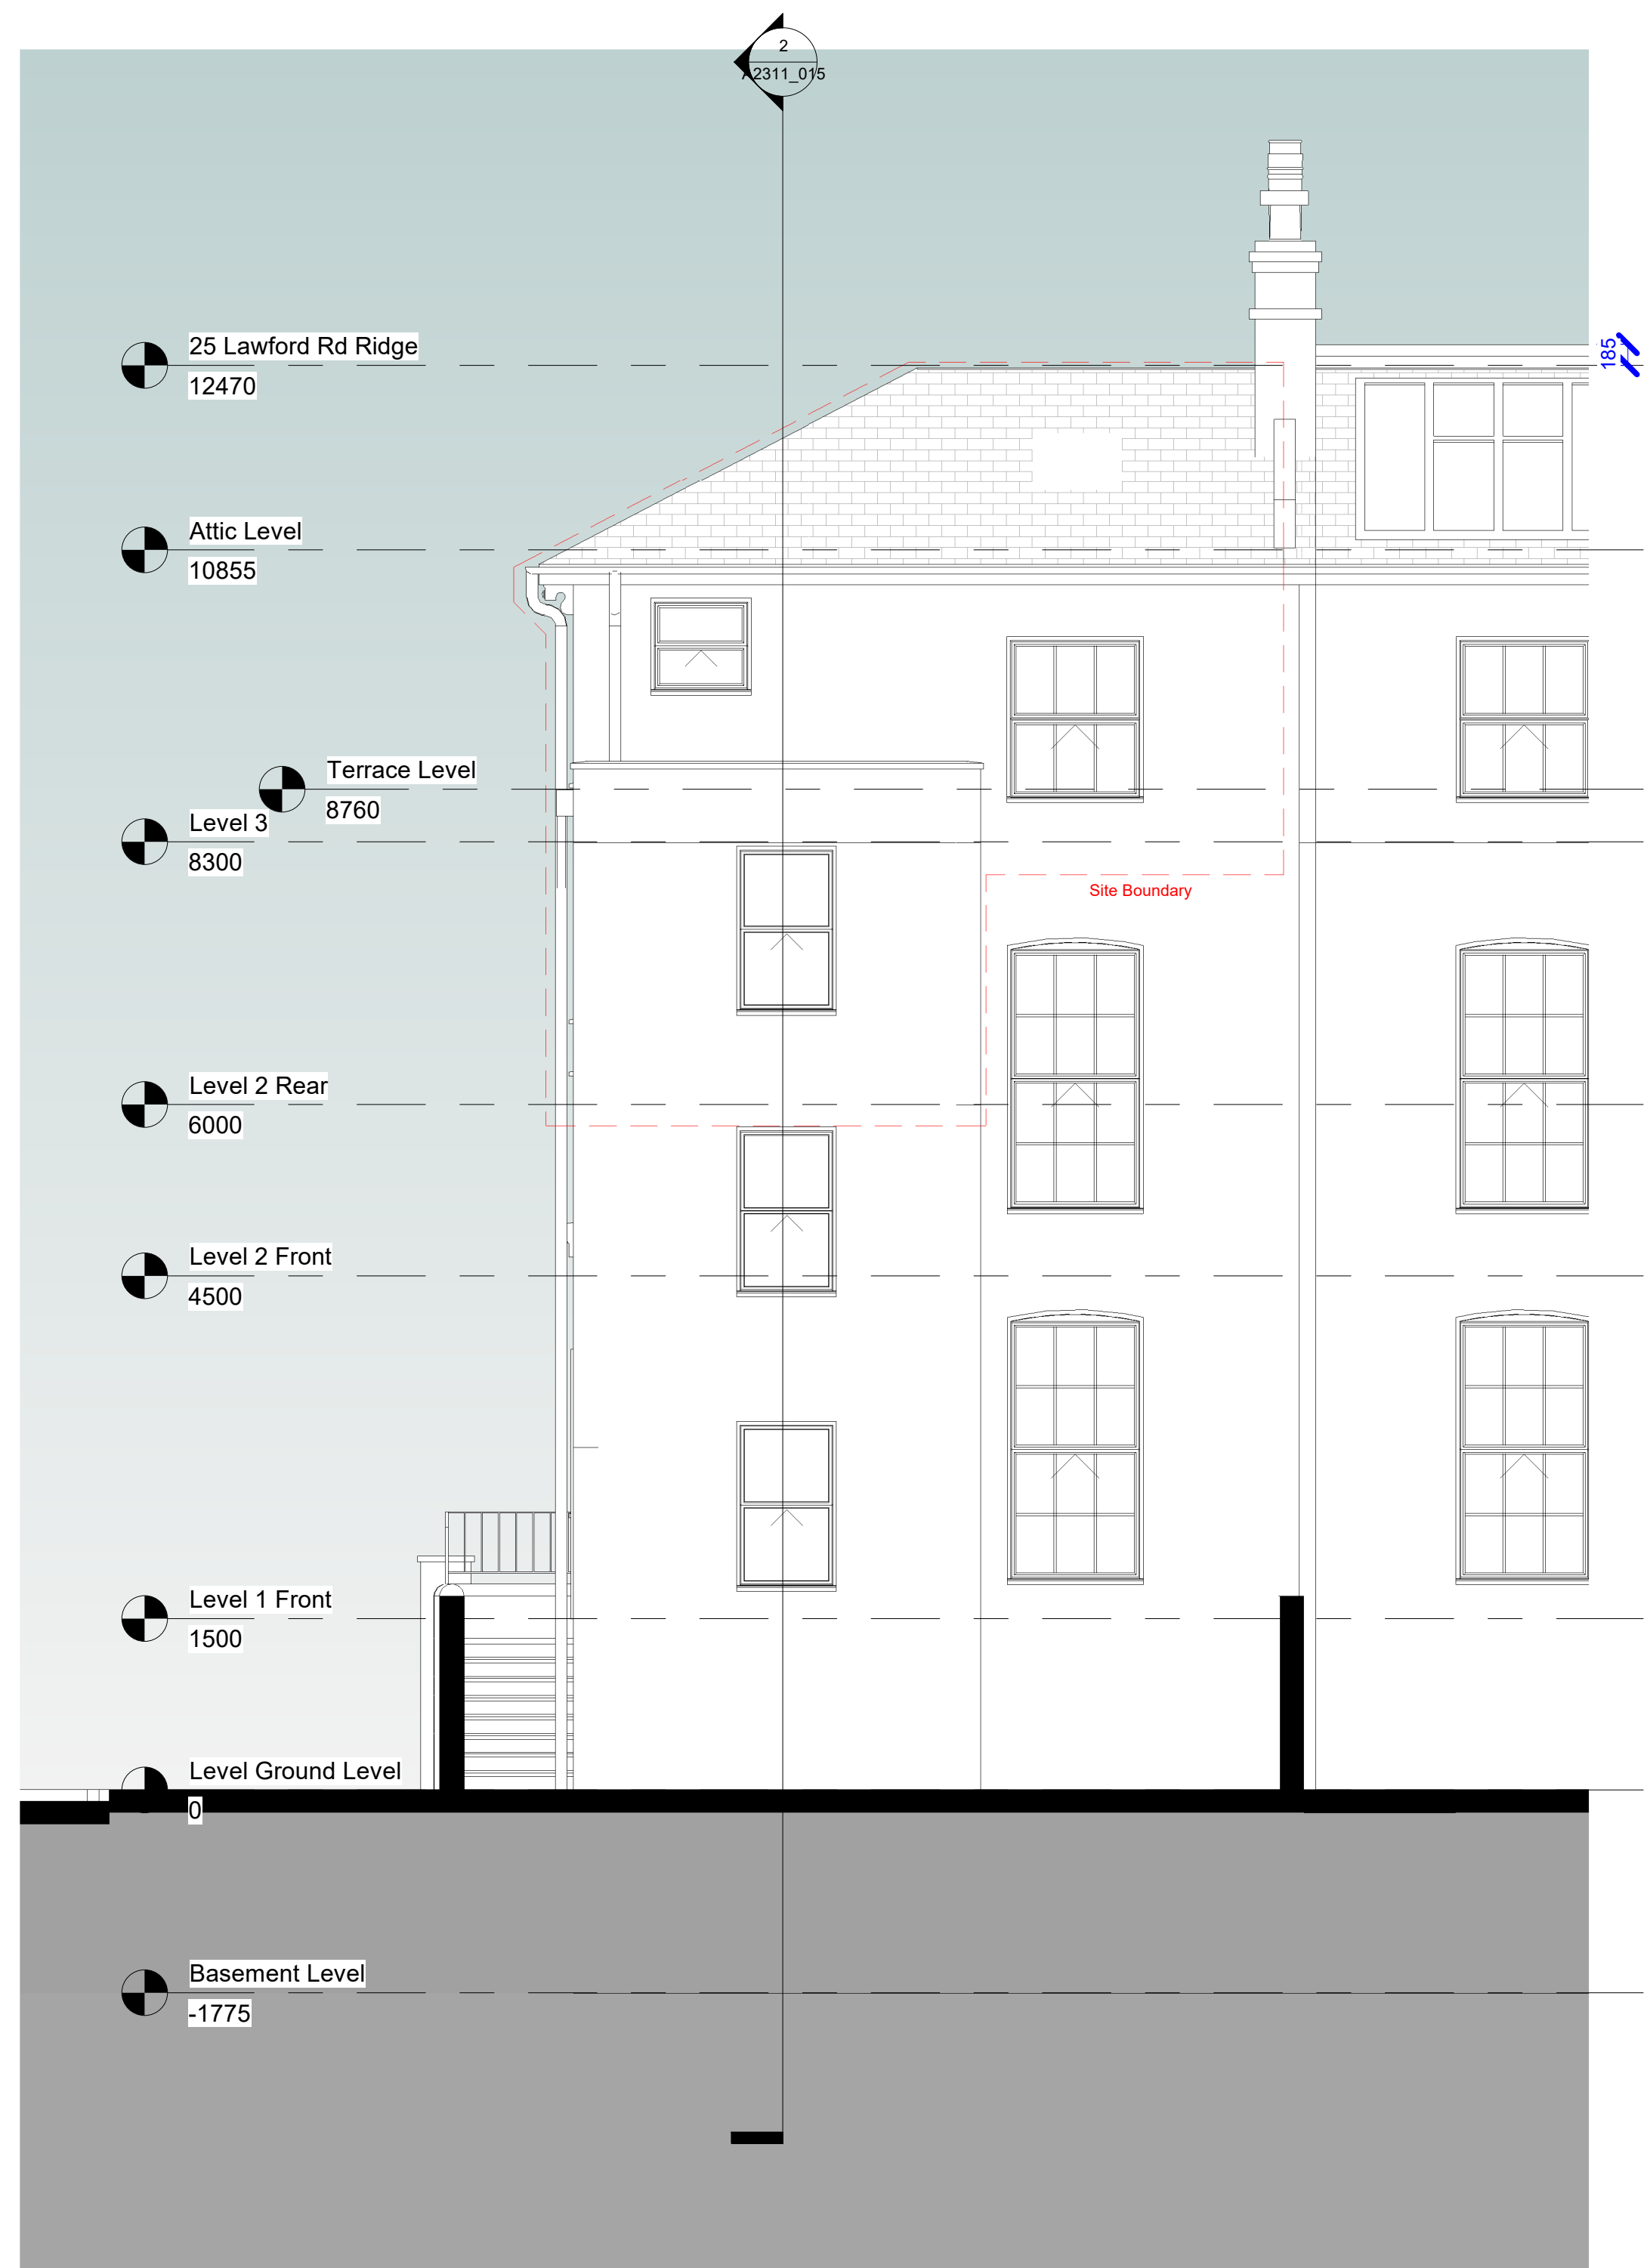 2
A2311_015
25 Lawford Rd Ridge
12470
185
Attic Level
10855
Terrace Level
8760
Level 3
8300
Site Boundary
Level 2 Rear
6000
Level 2 Front
4500
Level 1 Front
1500
Level Ground Level
0
Basement Level
-1775